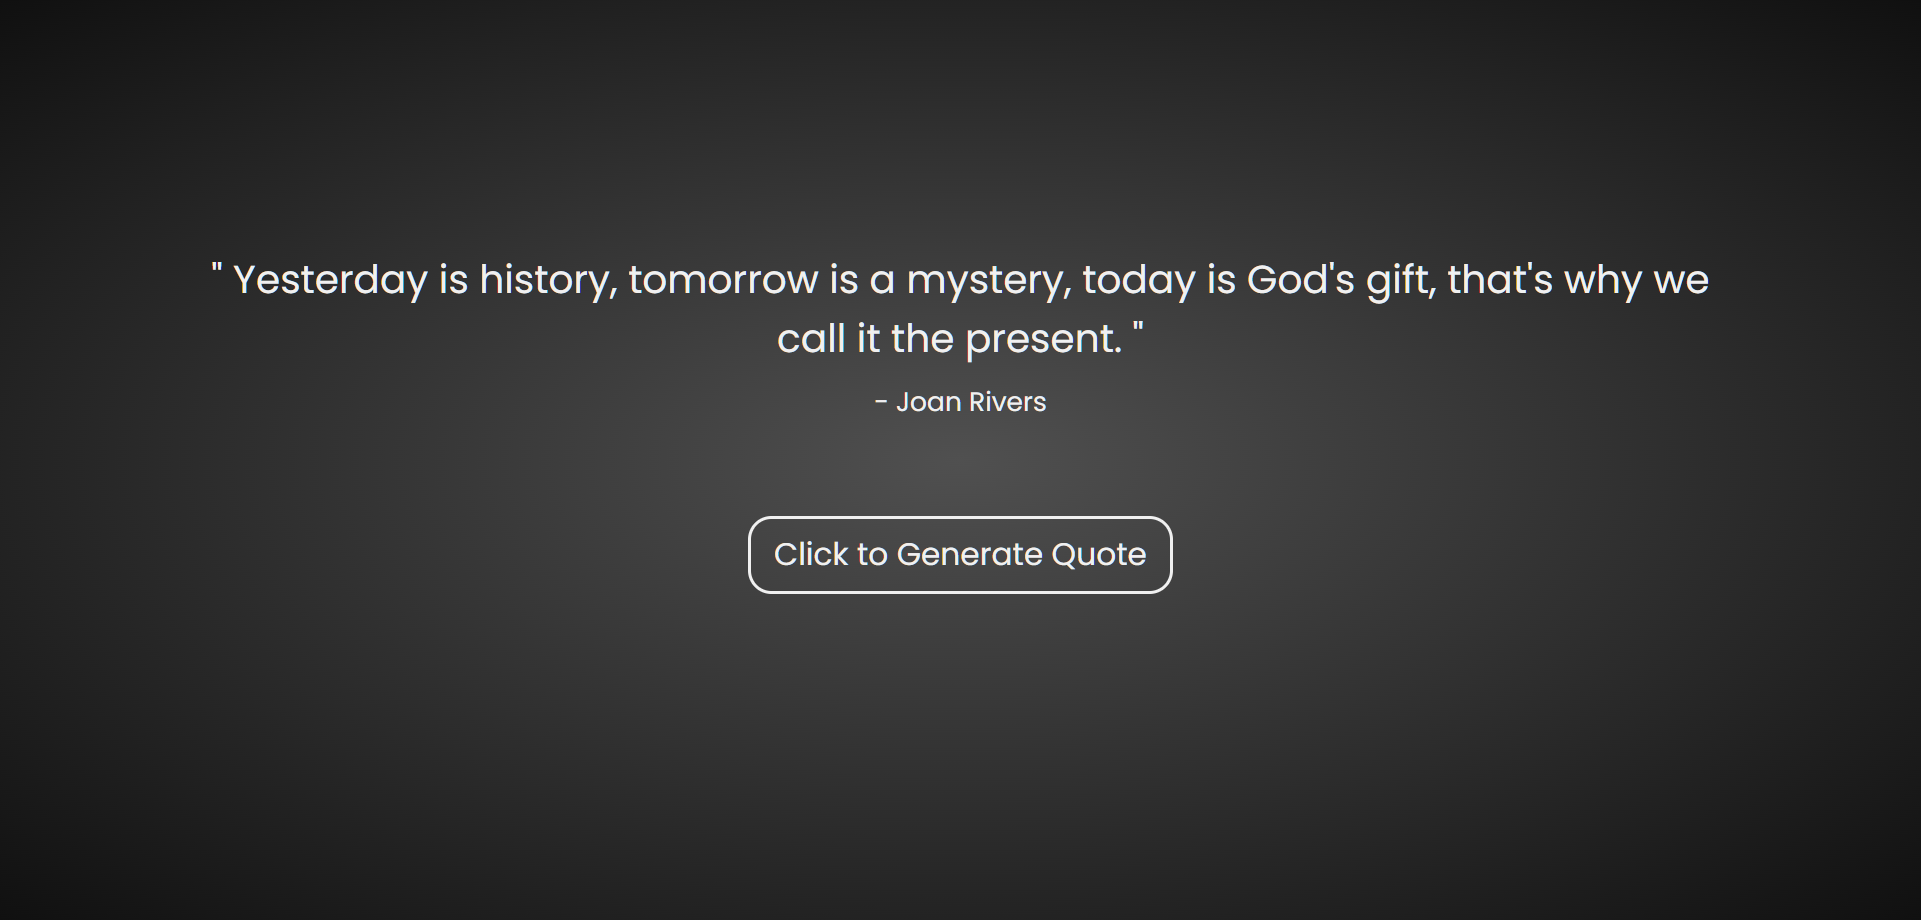 " Yesterday is history, tomorrow is a mystery, today is God's gift, that's why we
call it the present. "
- Joan Rivers
Click to Generate Quote